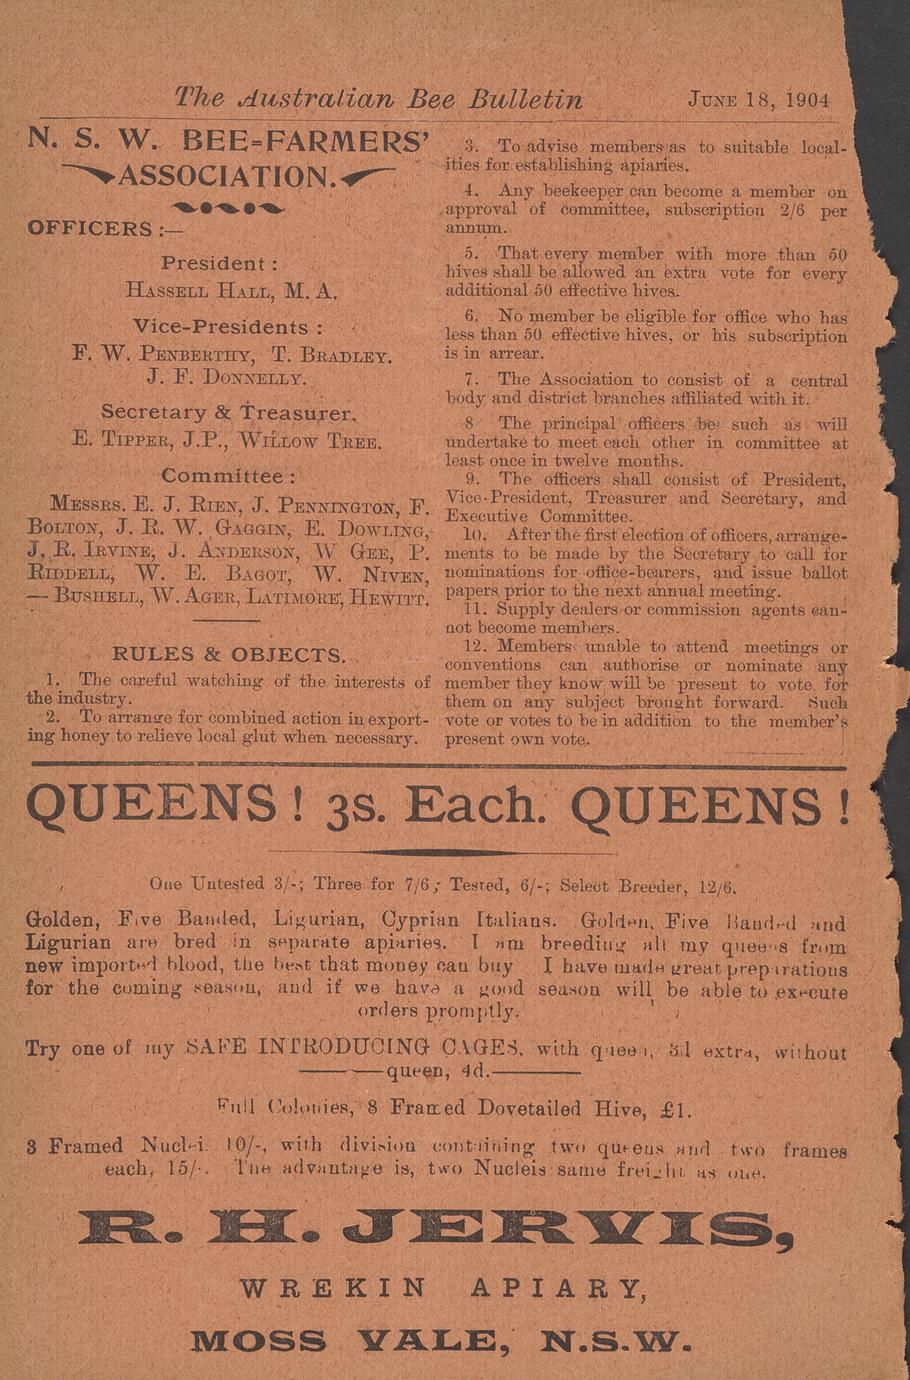 The Australian Bee Bulletin June 18, 1904
N. S. W. BEE=FARMERS'
ASSOCIATION.
OFFICERS :—
President :
Hassell Hall, M. A.
Vice-Presidents :
F. W. Penberthy, T. Bradley.
J. F. Donnelly.
Secretary & Treasurer.
E. Tipper, J.P., Willow Tree.
Committee :
Messrs. E. J. Rien, J. Pennington, F.
Bolton, J. R. W. Gaggin, E. Dowling,
J. R. Irvine, J. Anderson, W Gee, P.
Riddell, W. E. Bagot, W. Niven,
— Bushell, W. Ager, Latimore, Hewitt.
RULES & OBJECTS.
1. The careful watching of the interests of
the industry.
2. To arrange for combined action in export-
ing honey to relieve local glut when necessary.
3. To advise members as to suitable local-
ities for establishing apiaries.
4. Any beekeeper can become a member on
approval of committee, subscription 2/6 per
annum.
5. That every member with more than 50
hives shall be allowed an extra vote for every
additional 50 effective hives.
6. No member be eligible for office who has
less than 50 effective hives, or his subscription
is in arrear.
7. The Association to consist of a central
body and district branches affiliated with it.
8 The principal officers be such as will
undertake to meet each other in committee at
least once in twelve months.
9. The officers shall consist of President,
Vice-President, Treasurer and Secretary, and
Executive Committee.
10. After the first election of officers, arrange-
ments to be made by the Secretary to call for
nominations for office-bearers, and issue ballot
papers prior to the next annual meeting.
11. Supply dealers or commission agents can-
not become members.
12. Members unable to attend meetings or
conventions can authorise or nominate any
member they know will be present to vote for
them on any subject brought forward. Such
vote or votes to be in addition to the member's
present own vote.
QUEENS ! 3s. Each. QUEENS !
One Untested 3/-; Three for 7/6; Tested, 6/-; Select Breeder, 12/6.
Golden, Five Banded, Ligurian, Cyprian Italians. Golden, Five Banded and
Ligurian are bred in separate apiaries. I am breeding all my queens from
new imported blood, the best that money can buy I have made great preparations
for the coming season, and if we have a good season will be able to execute
orders promptly.
Try one of my SAFE INTRODUCING CAGES, with queen, 3d extra, without
queen, 4d.
Full Colonies, 8 Framed Dovetailed Hive, £1.
3 Framed Nuclei 10/-, with division containing two queens and two frames
each, 15/-. The advantage is, two Nucleis same freight as one.
R. H. JERVIS,
WREKIN APIARY,
MOSS VALE, N.S.W.